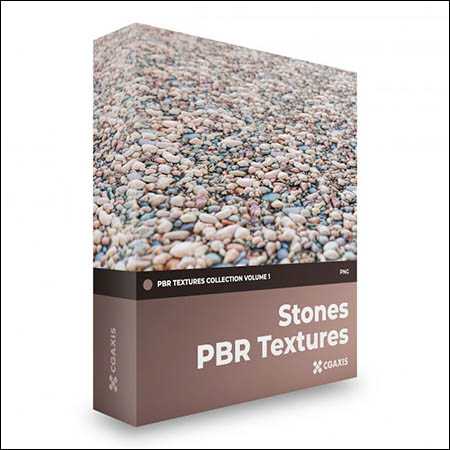 PBR TEXTURES COLLECTION VOLUME 1
PNG
Stones
PBR Textures
CGAXIS
CGAXIS